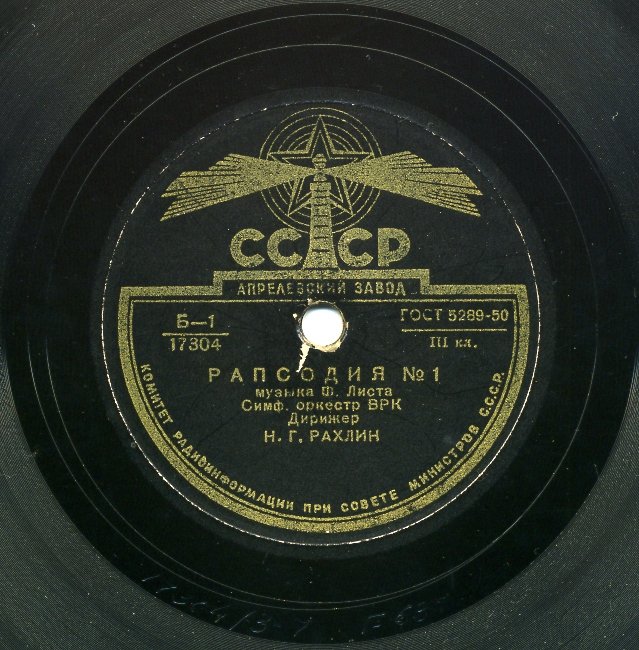 СССР
АПРЕЛЕВСКИЙ ЗАВОД
Б—1
17304
ГОСТ 5289-50
III кл.
РАПСОДИЯ №1
музыка Ф. Листа
Симф. оркестр ВРК
Дирижер
Н. Г. РАХЛИН
КОМИТЕТ РАДИОИНФОРМАЦИИ ПРИ СОВЕТЕ МИНИСТРОВ С.С.С.Р.